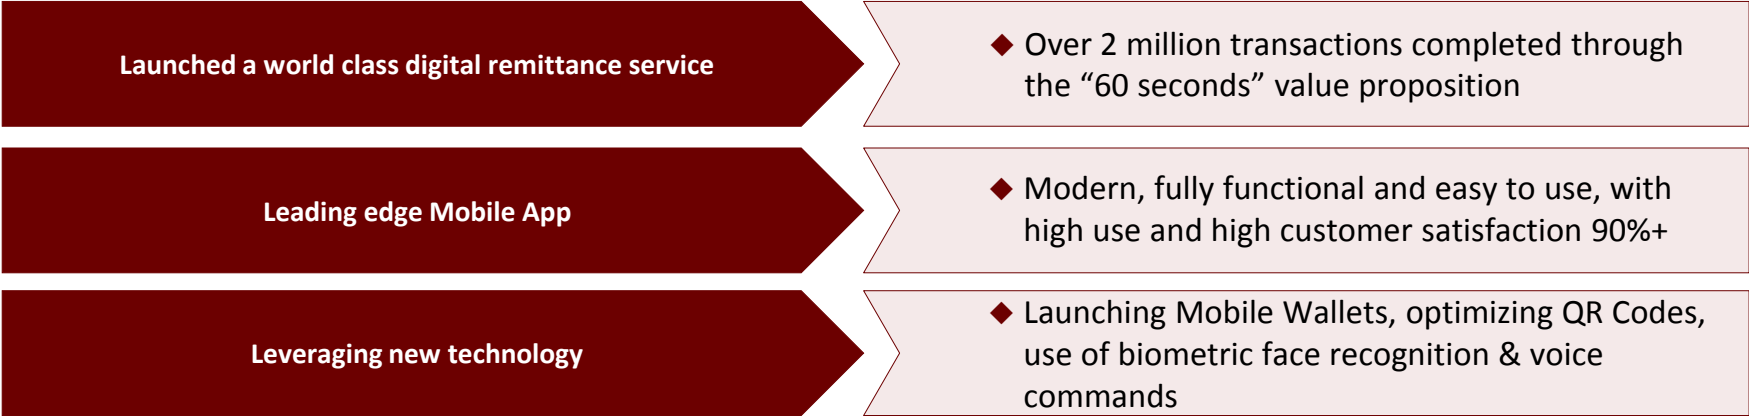 Launched a world class digital remittance service
◆ Over 2 million transactions completed through
the “60 seconds” value proposition
Leading edge Mobile App
◆ Modern, fully functional and easy to use, with
high use and high customer satisfaction 90%+
Leveraging new technology
◆ Launching Mobile Wallets, optimizing QR Codes,
use of biometric face recognition & voice
commands